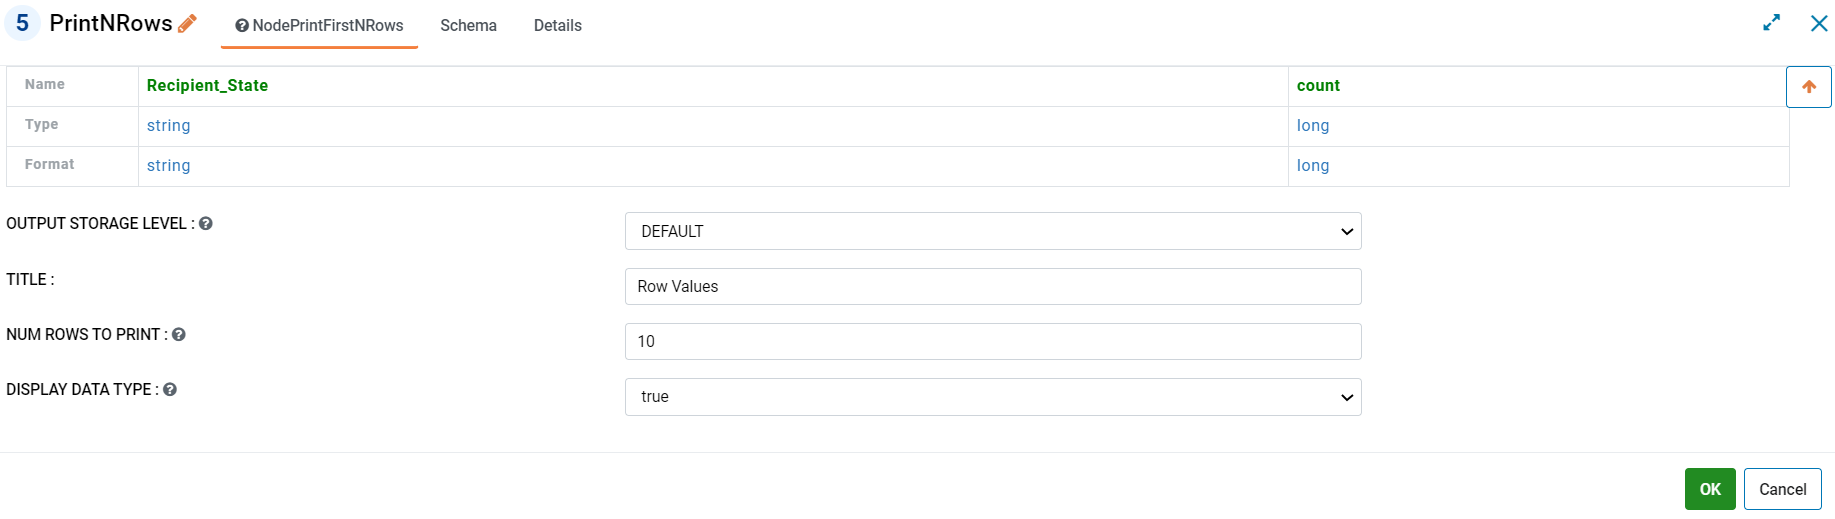 5 PrintNRows NodePrintFirstNRows Schema Details
Name Recipient_State count
Type string long
Format string long
OUTPUT STORAGE LEVEL : DEFAULT
TITLE : Row Values
NUM ROWS TO PRINT : 10
DISPLAY DATA TYPE : true
OK Cancel